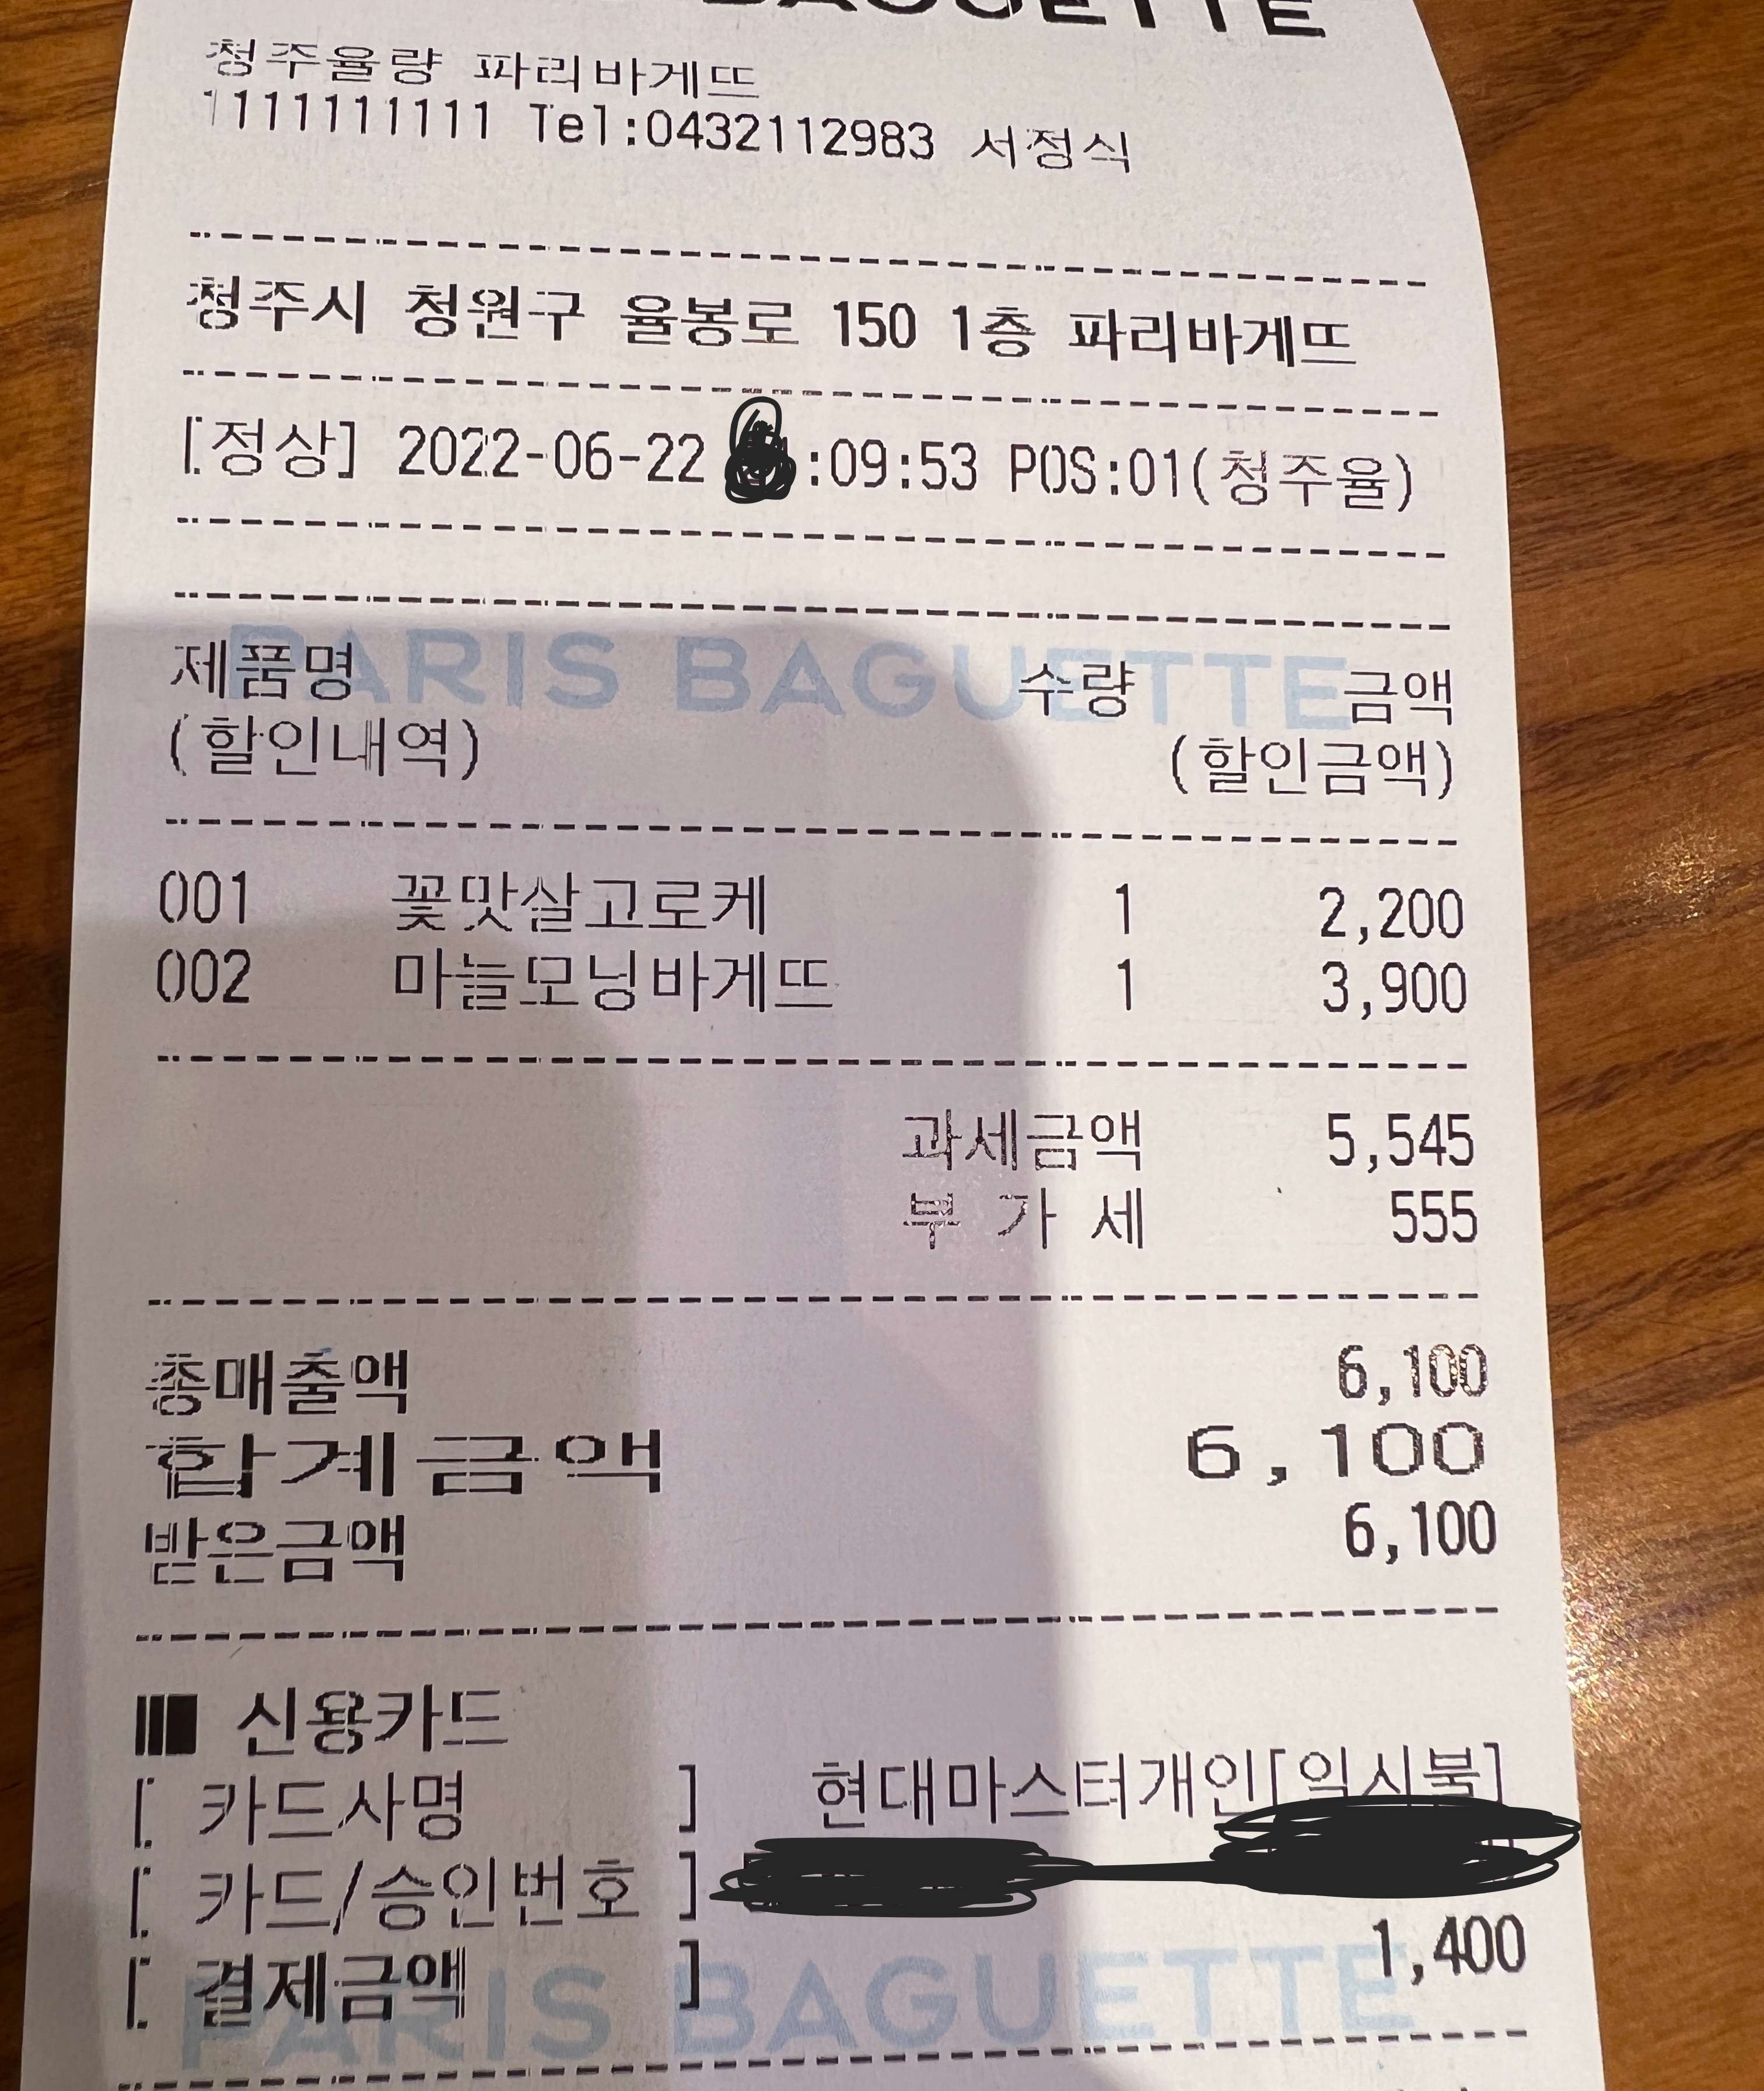 BAGUETTE
청주율량 파리바게뜨
1111111111 Tel:0432112983 서정식
청주시 청원구 율봉로 150 1층 파리바게뜨
[정상] 2022-06-22 :09:53 POS:01(청주율)
PARIS BAGUETTE
제품명 수량 금액
(할인내역) (할인금액)
001 꽃맛살고로케 1 2,200
002 마늘모닝바게뜨 1 3,900
과세금액 5,545
부 가 세 555
총매출액 6,100
합계금액 6,100
받은금액 6,100
신용카드
[ 카드사명 ] 현대마스터개인[일시불]
[ 카드/승인번호 ]
[ 결제금액 ] 1,400
PARIS BAGUETTE